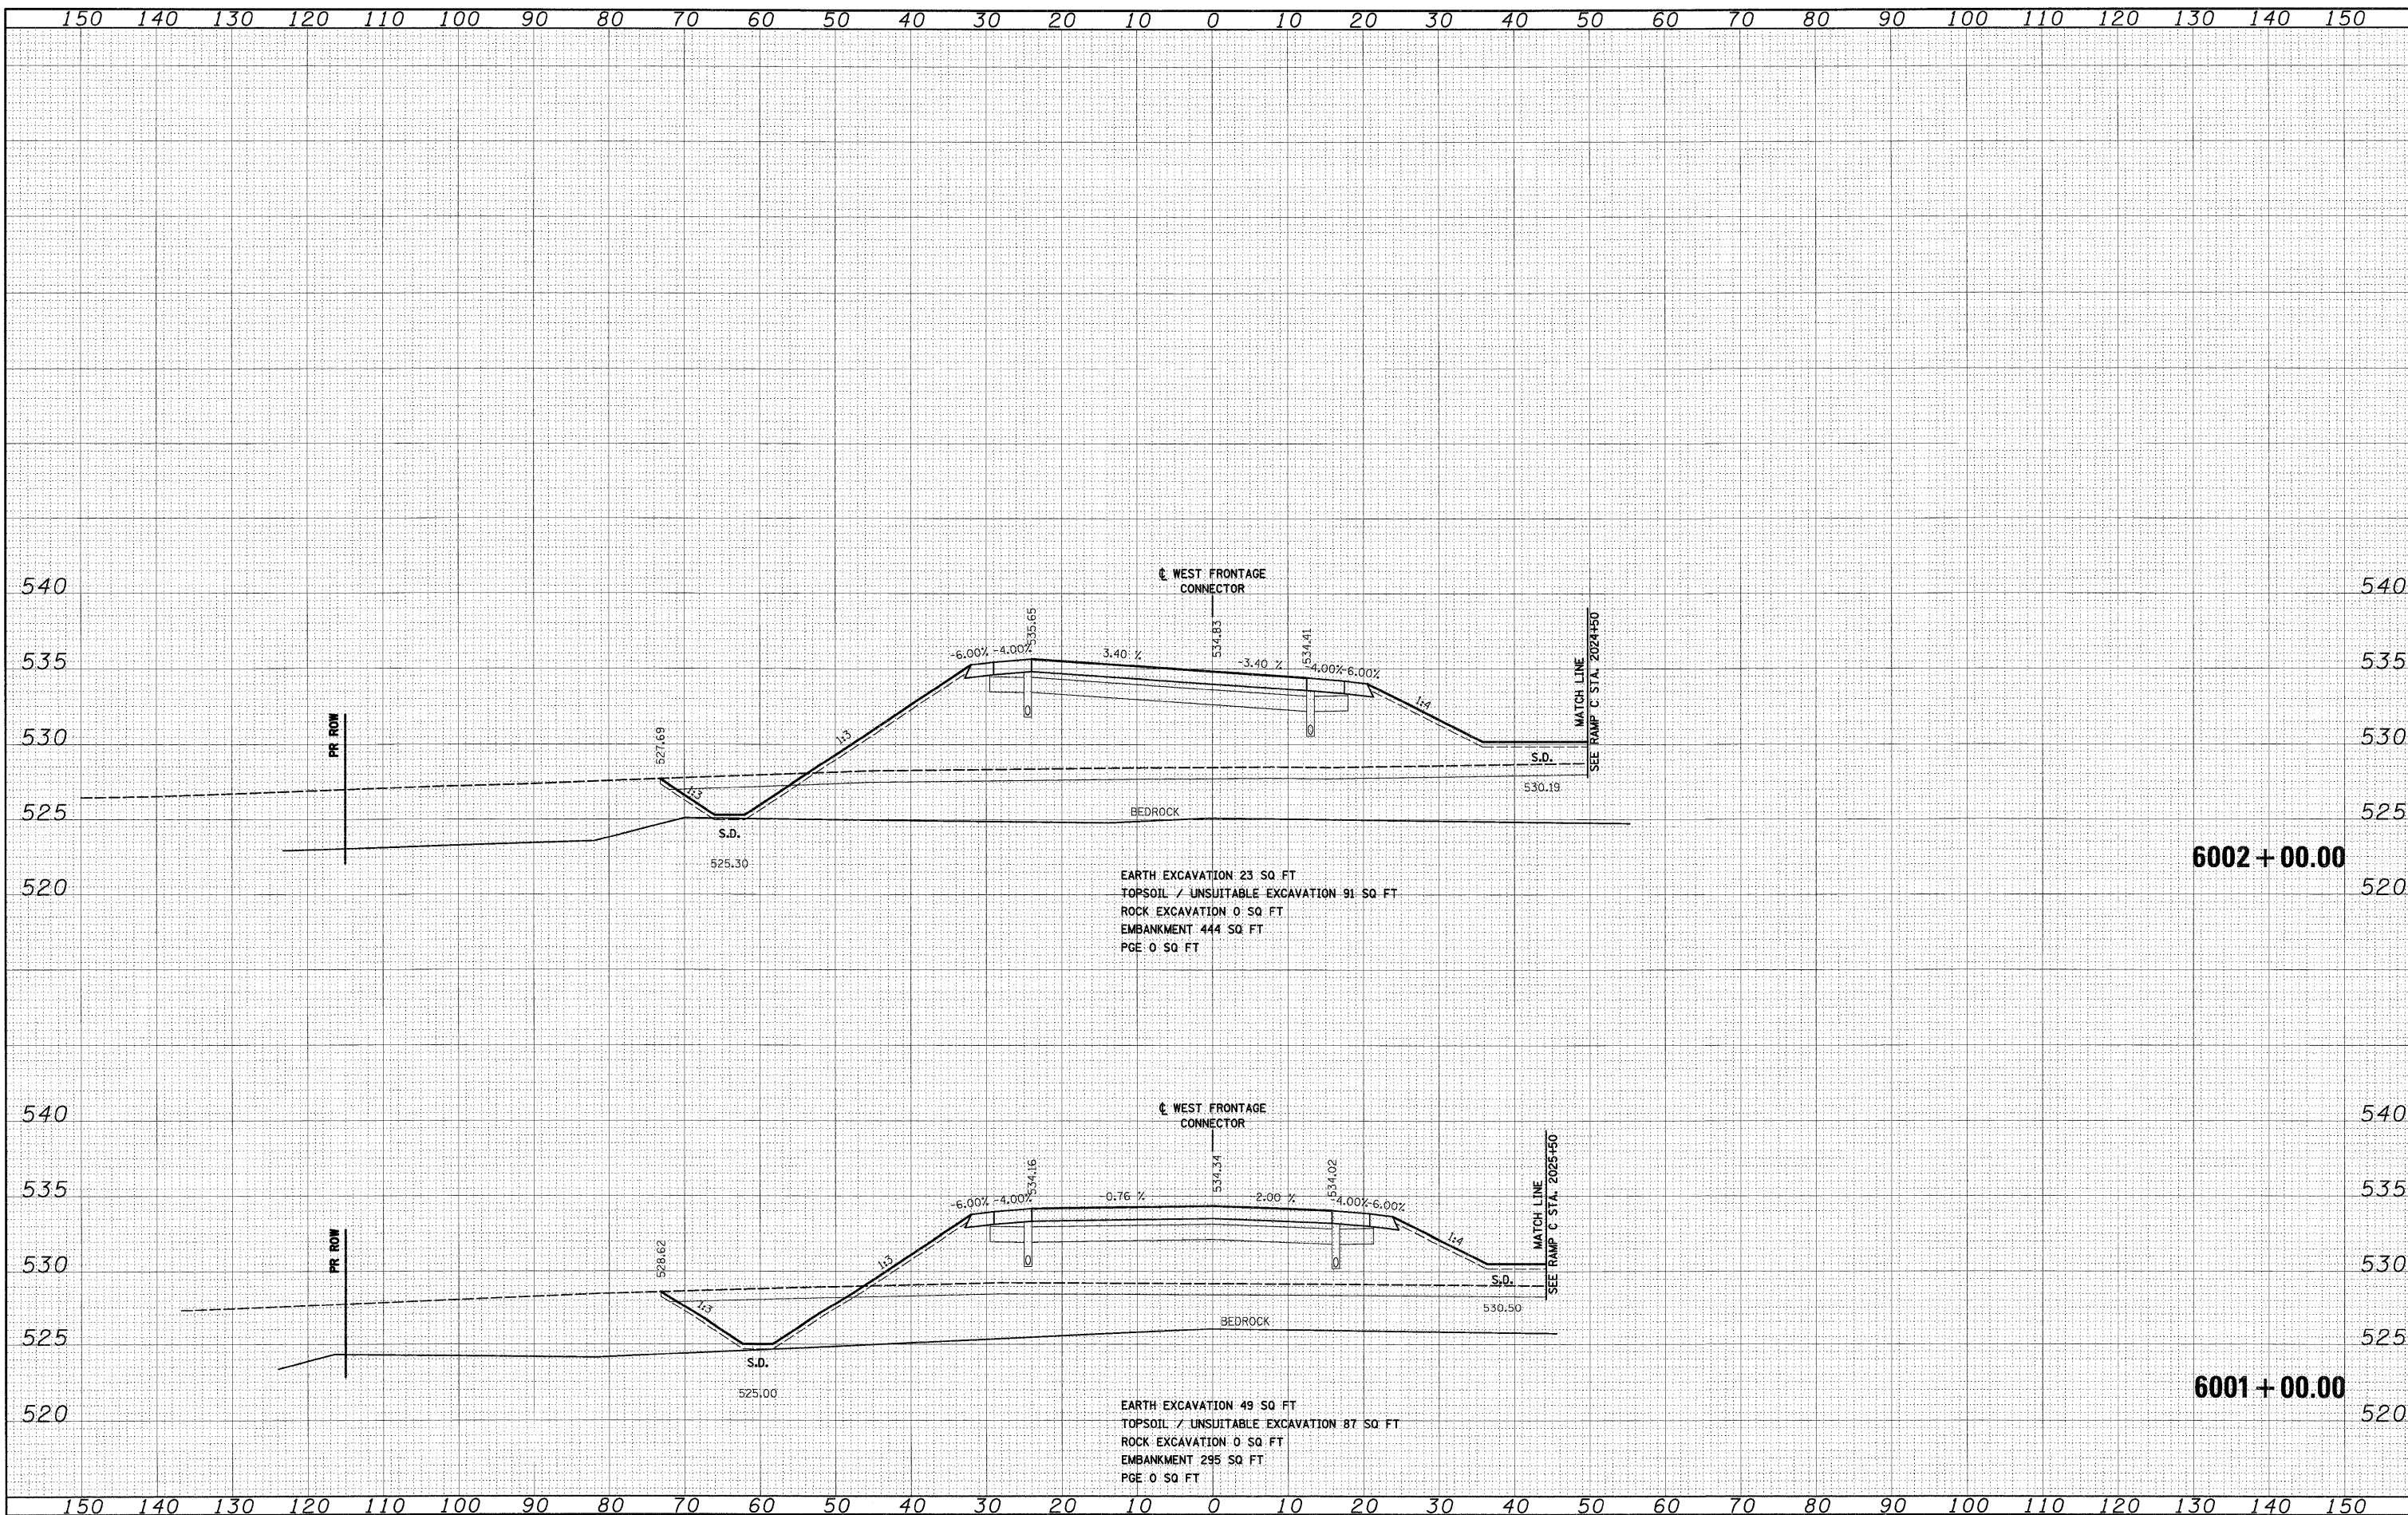 150 140 130 120 110 100 90 80 70 60 50 40 30 20 10 0 10 20 30 40 50 60 70 80 90 100 110 120 130 140 150
℄ WEST FRONTAGE
CONNECTOR
540 540
535.65
534.83
534.41
-6.00% -4.00% 3.40 % -3.40 % -4.00% -6.00%
535 535
MATCH LINE
SEE RAMP C STA. 2024+50
PR ROW
527.69
1:3
1:4
530 530
S.D.
530.19
1:3
BEDROCK
525 525
S.D.
525.30
6002+00.00
EARTH EXCAVATION 23 SQ FT
TOPSOIL / UNSUITABLE EXCAVATION 91 SQ FT
ROCK EXCAVATION 0 SQ FT
EMBANKMENT 444 SQ FT
PGE 0 SQ FT
520 520
℄ WEST FRONTAGE
CONNECTOR
540 540
534.16
534.34
534.02
-6.00% -4.00% -0.76 % -2.00 % -4.00% -6.00%
535 535
MATCH LINE
SEE RAMP C STA. 2025+50
PR ROW
528.62
1:3
1:4
530 530
S.D.
530.50
1:3
BEDROCK
525 525
S.D.
525.00
6001+00.00
EARTH EXCAVATION 49 SQ FT
TOPSOIL / UNSUITABLE EXCAVATION 87 SQ FT
ROCK EXCAVATION 0 SQ FT
EMBANKMENT 295 SQ FT
PGE 0 SQ FT
520 520
150 140 130 120 110 100 90 80 70 60 50 40 30 20 10 0 10 20 30 40 50 60 70 80 90 100 110 120 130 140 150